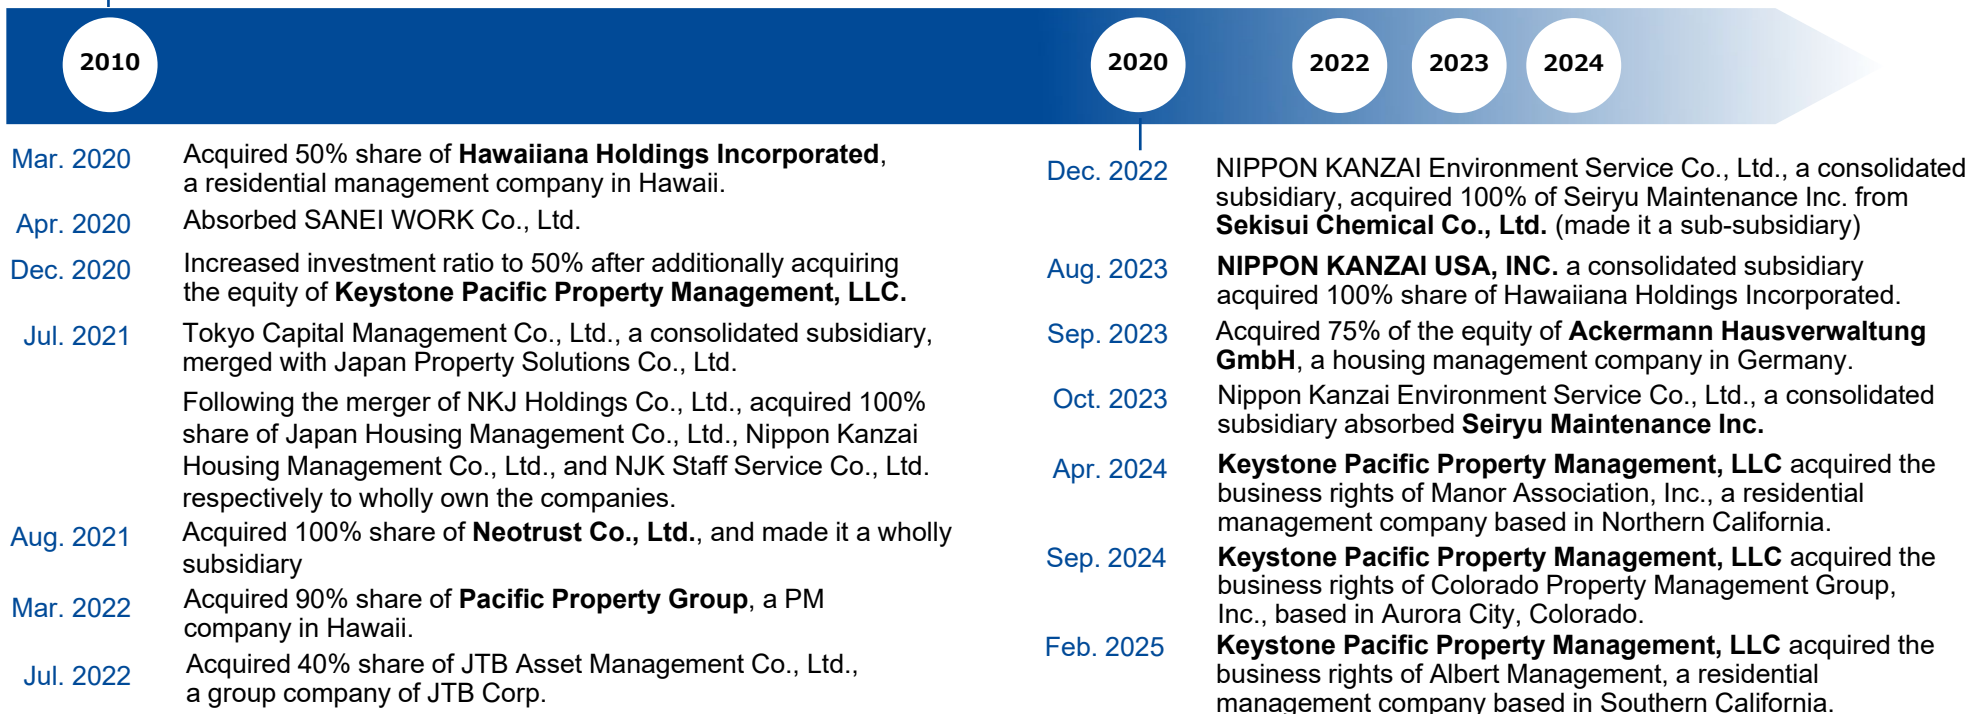 2010
2020
2022
2023
2024
Mar. 2020
Acquired 50% share of Hawaiiana Holdings Incorporated,
a residential management company in Hawaii.
Apr. 2020
Absorbed SANEI WORK Co., Ltd.
Dec. 2020
Increased investment ratio to 50% after additionally acquiring
the equity of Keystone Pacific Property Management, LLC.
Jul. 2021
Tokyo Capital Management Co., Ltd., a consolidated subsidiary,
merged with Japan Property Solutions Co., Ltd.
Following the merger of NKJ Holdings Co., Ltd., acquired 100%
share of Japan Housing Management Co., Ltd., Nippon Kanzai
Housing Management Co., Ltd., and NJK Staff Service Co., Ltd.
respectively to wholly own the companies.
Aug. 2021
Acquired 100% share of Neotrust Co., Ltd., and made it a wholly
subsidiary
Mar. 2022
Acquired 90% share of Pacific Property Group, a PM
company in Hawaii.
Jul. 2022
Acquired 40% share of JTB Asset Management Co., Ltd.,
a group company of JTB Corp.
Dec. 2022
NIPPON KANZAI Environment Service Co., Ltd., a consolidated
subsidiary, acquired 100% of Seiryu Maintenance Inc. from
Sekisui Chemical Co., Ltd. (made it a sub-subsidiary)
Aug. 2023
NIPPON KANZAI USA, INC. a consolidated subsidiary
acquired 100% share of Hawaiiana Holdings Incorporated.
Sep. 2023
Acquired 75% of the equity of Ackermann Hausverwaltung
GmbH, a housing management company in Germany.
Oct. 2023
Nippon Kanzai Environment Service Co., Ltd., a consolidated
subsidiary absorbed Seiryu Maintenance Inc.
Apr. 2024
Keystone Pacific Property Management, LLC acquired the
business rights of Manor Association, Inc., a residential
management company based in Northern California.
Sep. 2024
Keystone Pacific Property Management, LLC acquired the
business rights of Colorado Property Management Group,
Inc., based in Aurora City, Colorado.
Feb. 2025
Keystone Pacific Property Management, LLC acquired the
business rights of Albert Management, a residential
management company based in Southern California.